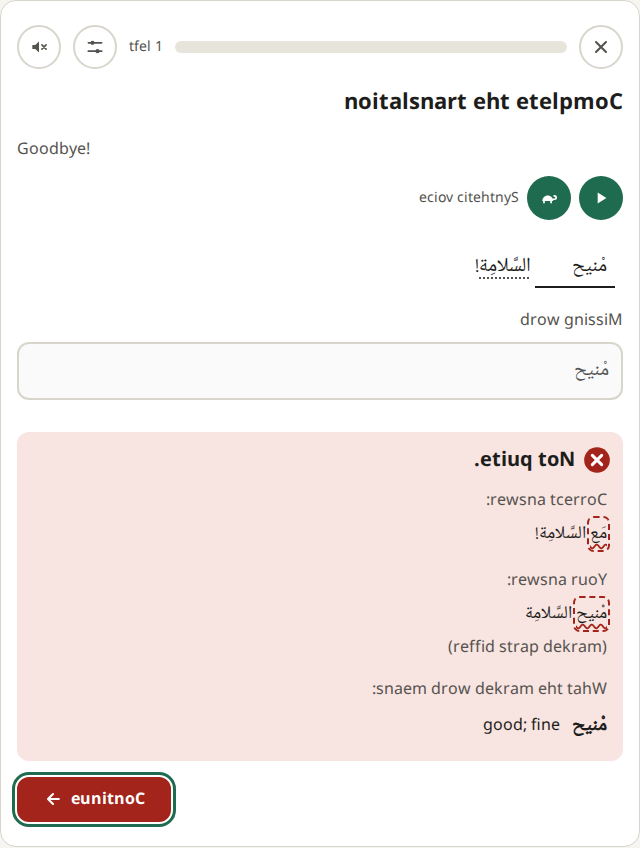 tfel 1
noitalsnart eht etelpmoC
Goodbye!
eciov citehtnyS
مْنيح السَّلامِة!
drow gnissiM
مْنيح
.etiuq toN
:rewsna tcerroC
مَع السَّلامِة!
:rewsna ruoY
مْنيح السَّلامِة
(reffid strap dekram)
:snaem drow dekram eht tahW
مْنيح good; fine
eunitnoC